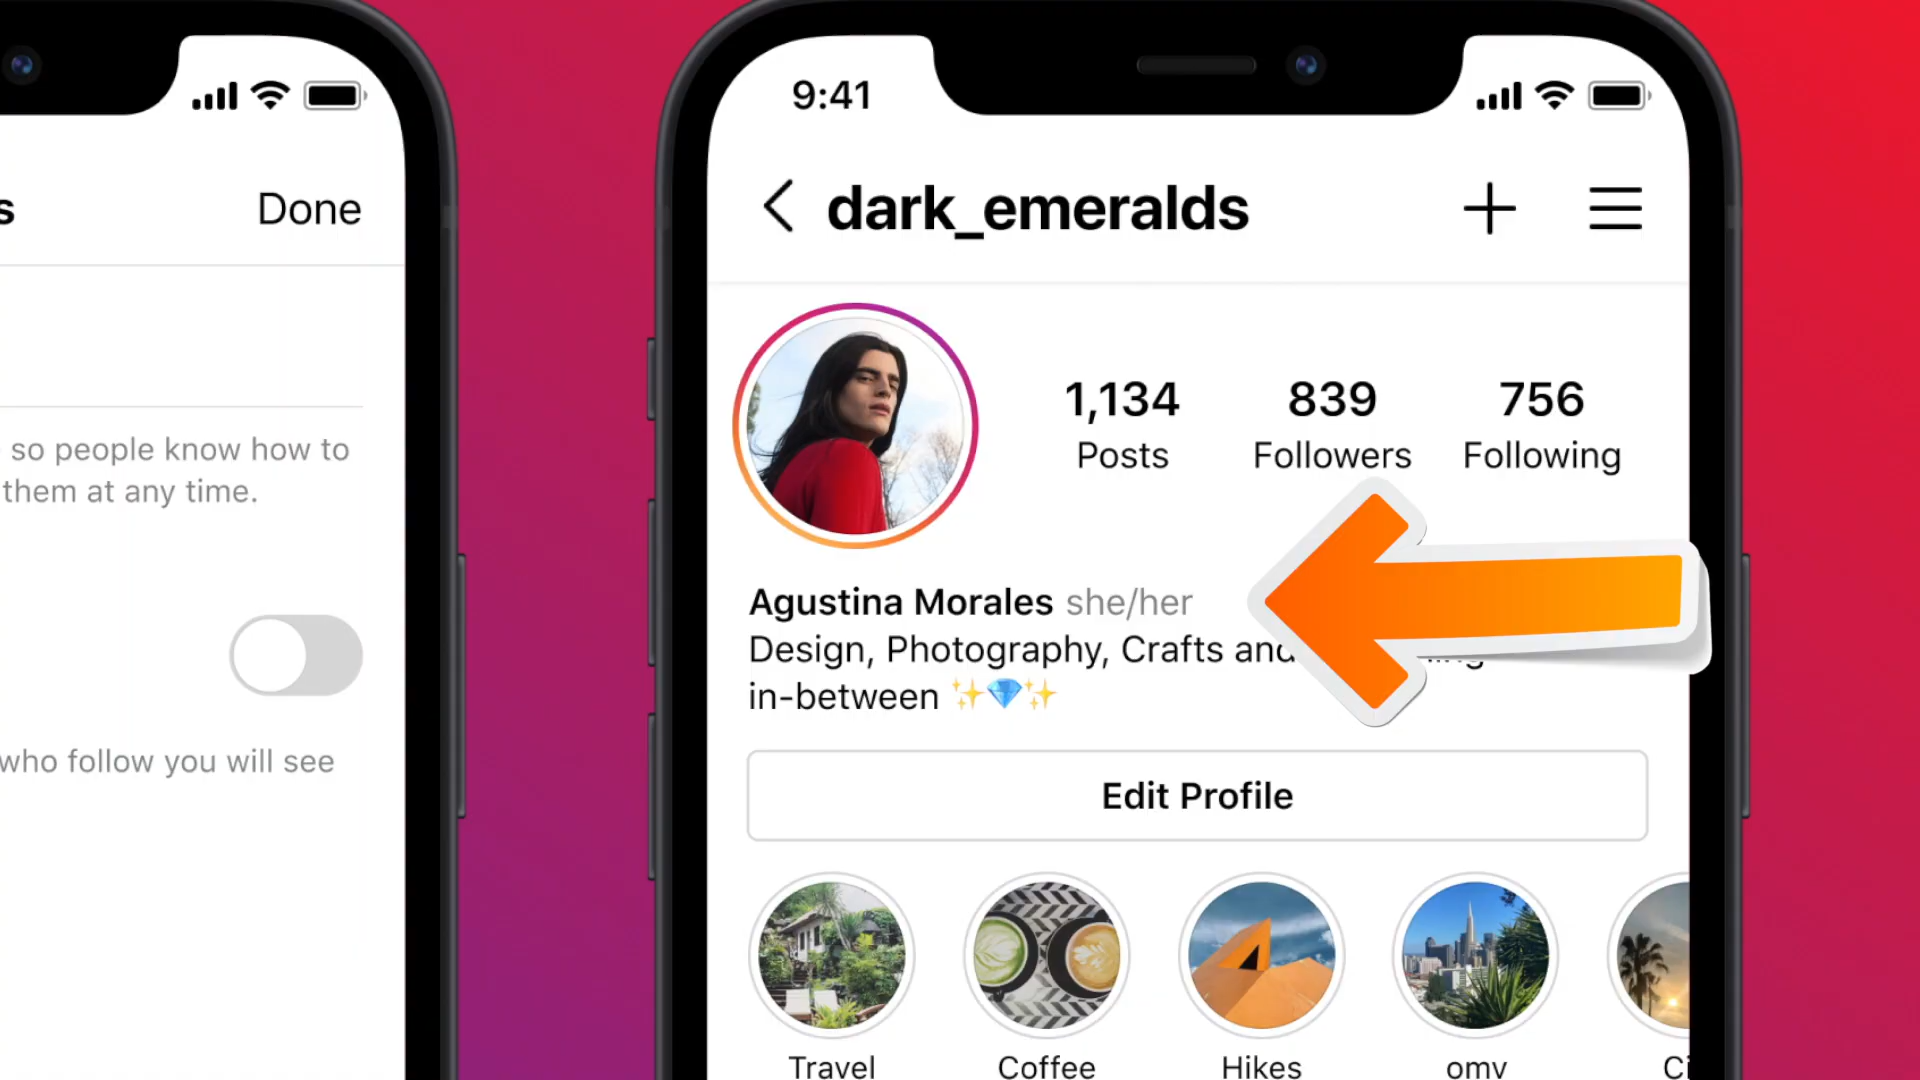 s Done
so people know how to
them at any time.
who follow you will see
9:41
dark_emeralds
1,134 839 756
Posts Followers Following
Agustina Morales she/her
Design, Photography, Crafts and
in-between ✨💎✨
Edit Profile
Travel Coffee Hikes omv